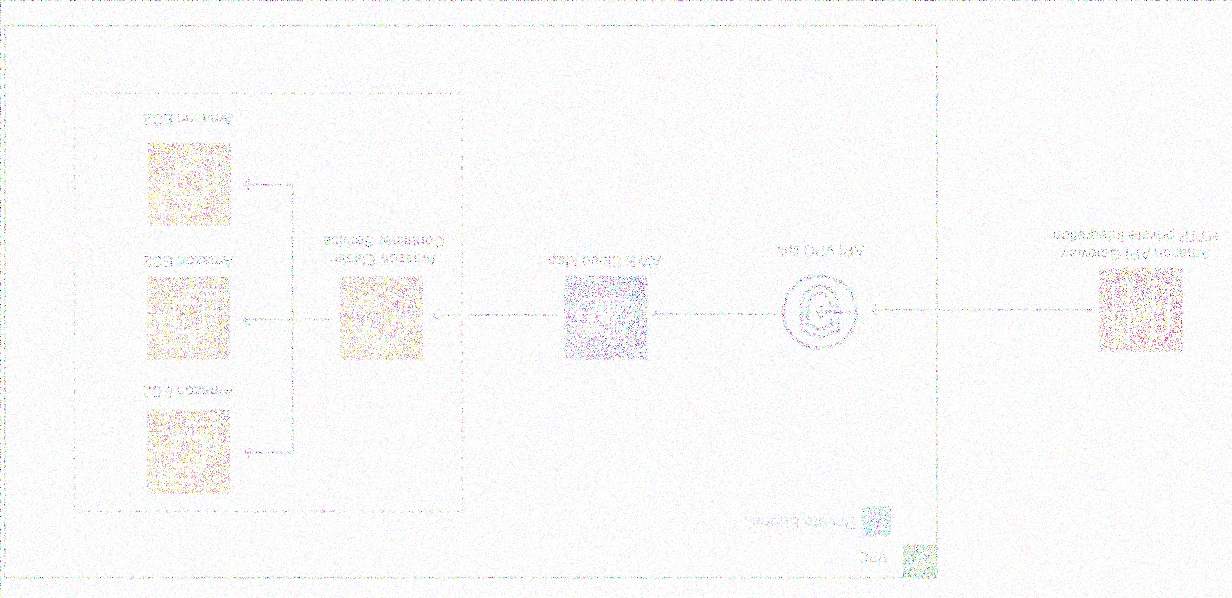 VPC
Private Subnet
Amazon EC2
Amazon API Gateway
HTTP private integration
API VPC link
AWS Cloud Map
Amazon
Container Service
Amazon EC2
Amazon EC2